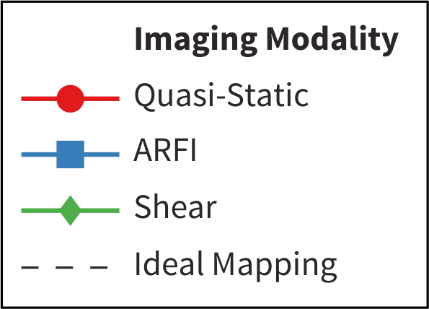 Imaging Modality
Quasi-Static
ARFI
Shear
Ideal Mapping